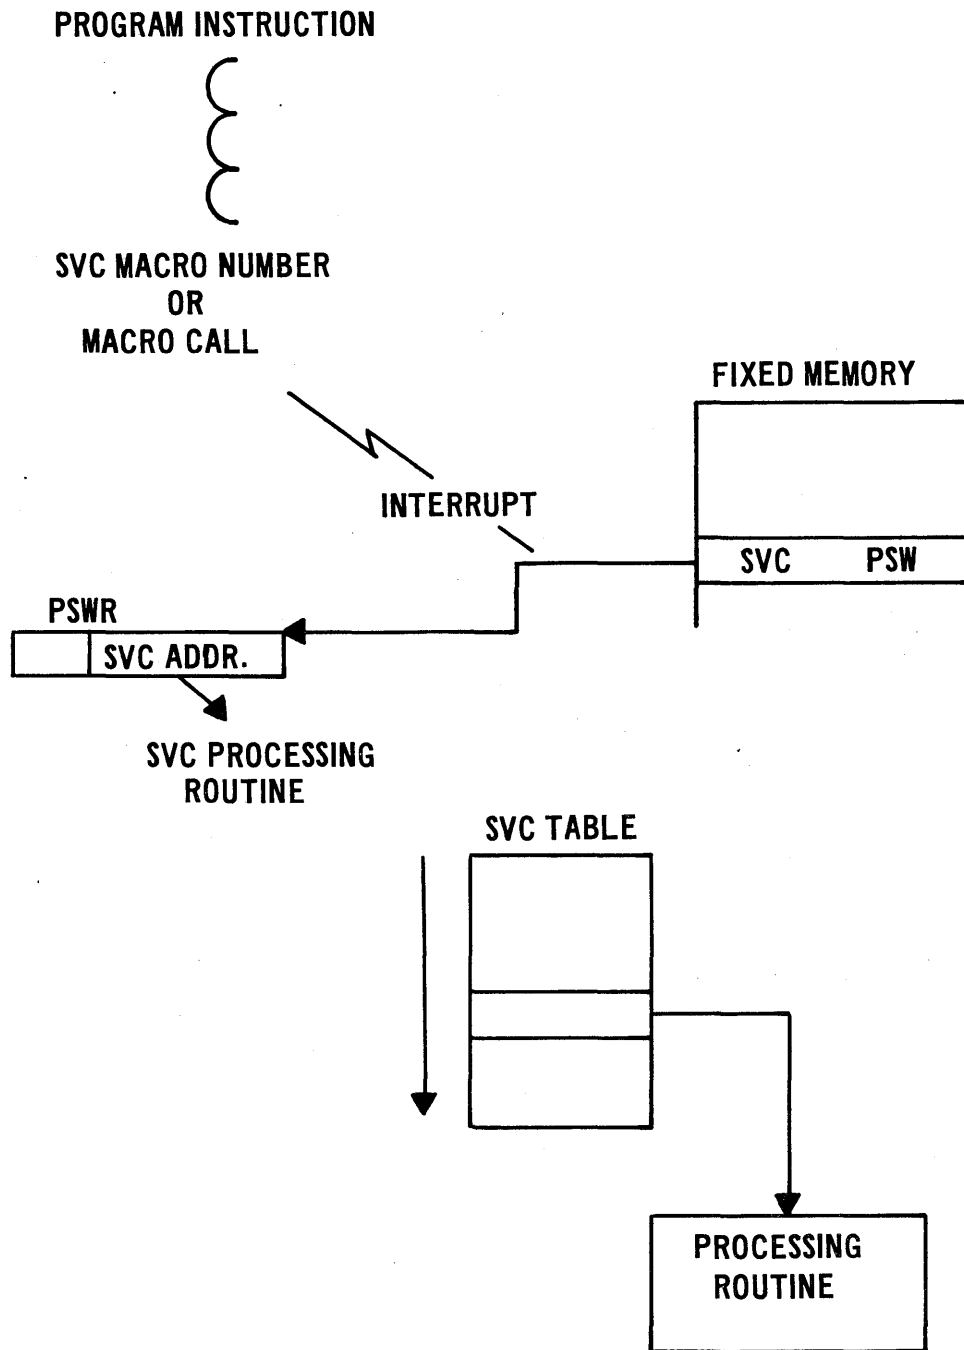 PROGRAM INSTRUCTION
SVC MACRO NUMBER
OR
MACRO CALL
FIXED MEMORY
INTERRUPT
SVC PSW
PSWR
SVC ADDR.
SVC PROCESSING
ROUTINE
SVC TABLE
PROCESSING
ROUTINE